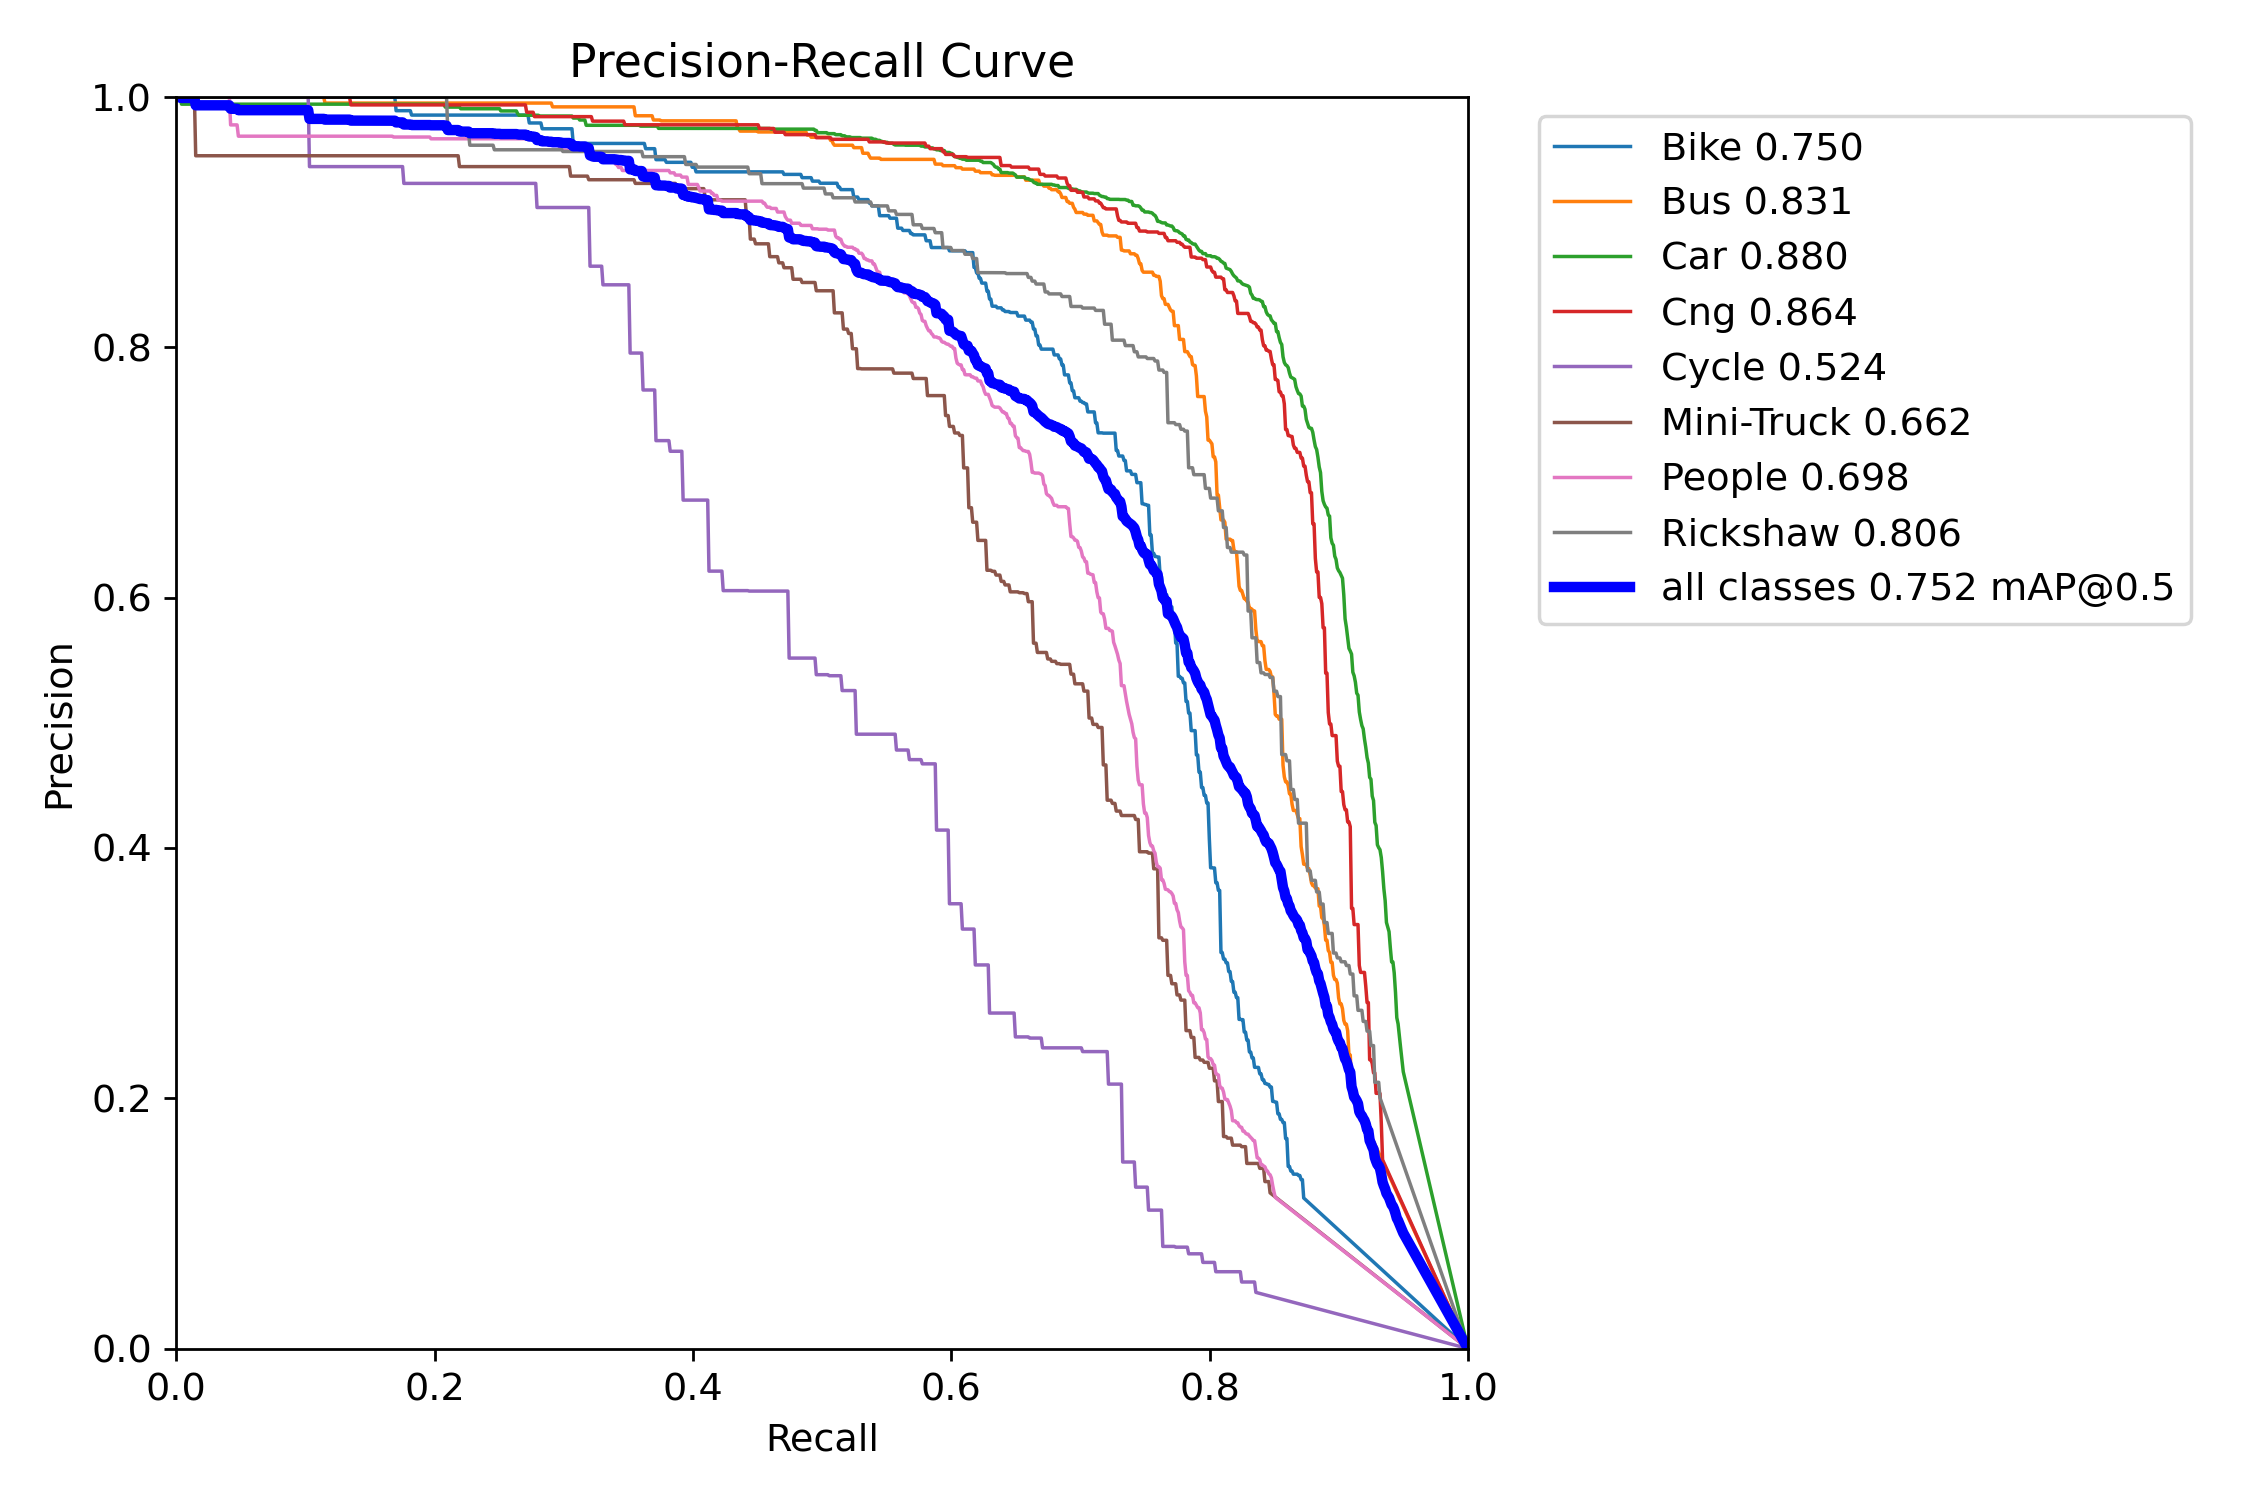 Precision-Recall Curve
1.0
0.8
0.6
0.4
0.2
0.0
Precision
0.0 0.2 0.4 0.6 0.8 1.0
Recall
Bike 0.750
Bus 0.831
Car 0.880
Cng 0.864
Cycle 0.524
Mini-Truck 0.662
People 0.698
Rickshaw 0.806
all classes 0.752 mAP@0.5